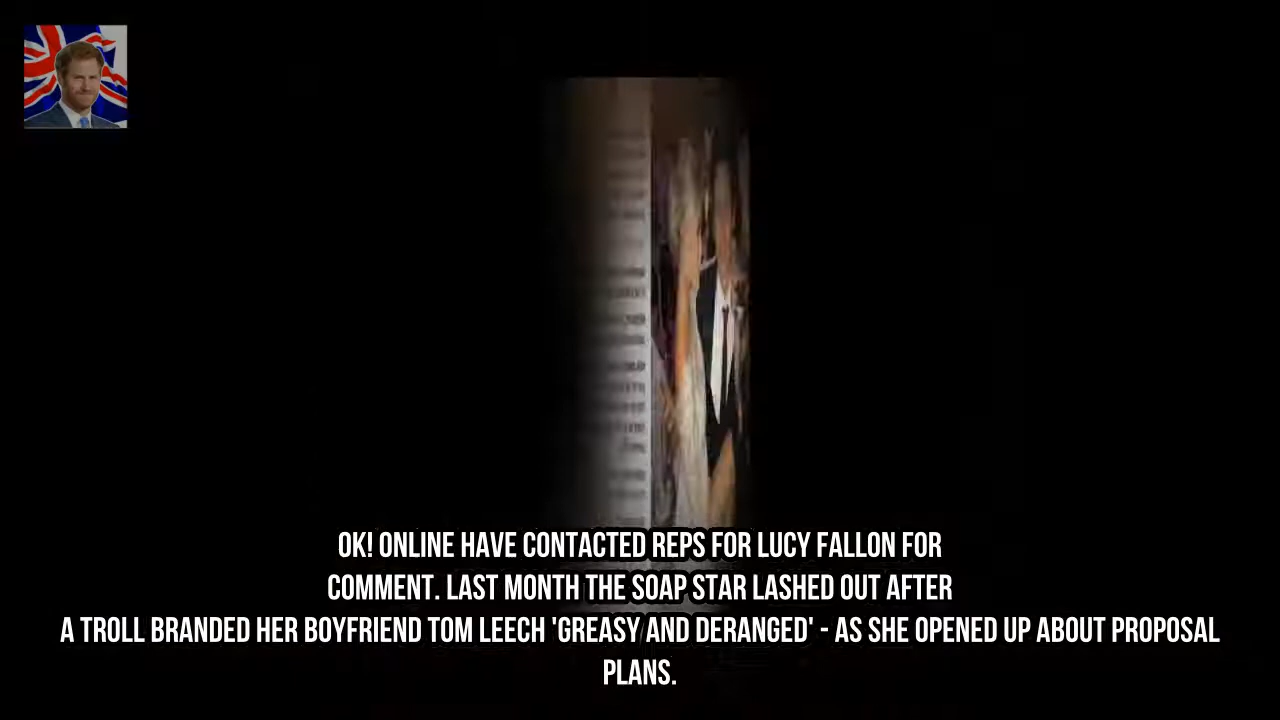 OK! ONLINE HAVE CONTACTED REPS FOR LUCY FALLON FOR
COMMENT. LAST MONTH THE SOAP STAR LASHED OUT AFTER
A TROLL BRANDED HER BOYFRIEND TOM LEECH 'GREASY AND DERANGED' - AS SHE OPENED UP ABOUT PROPOSAL
PLANS.